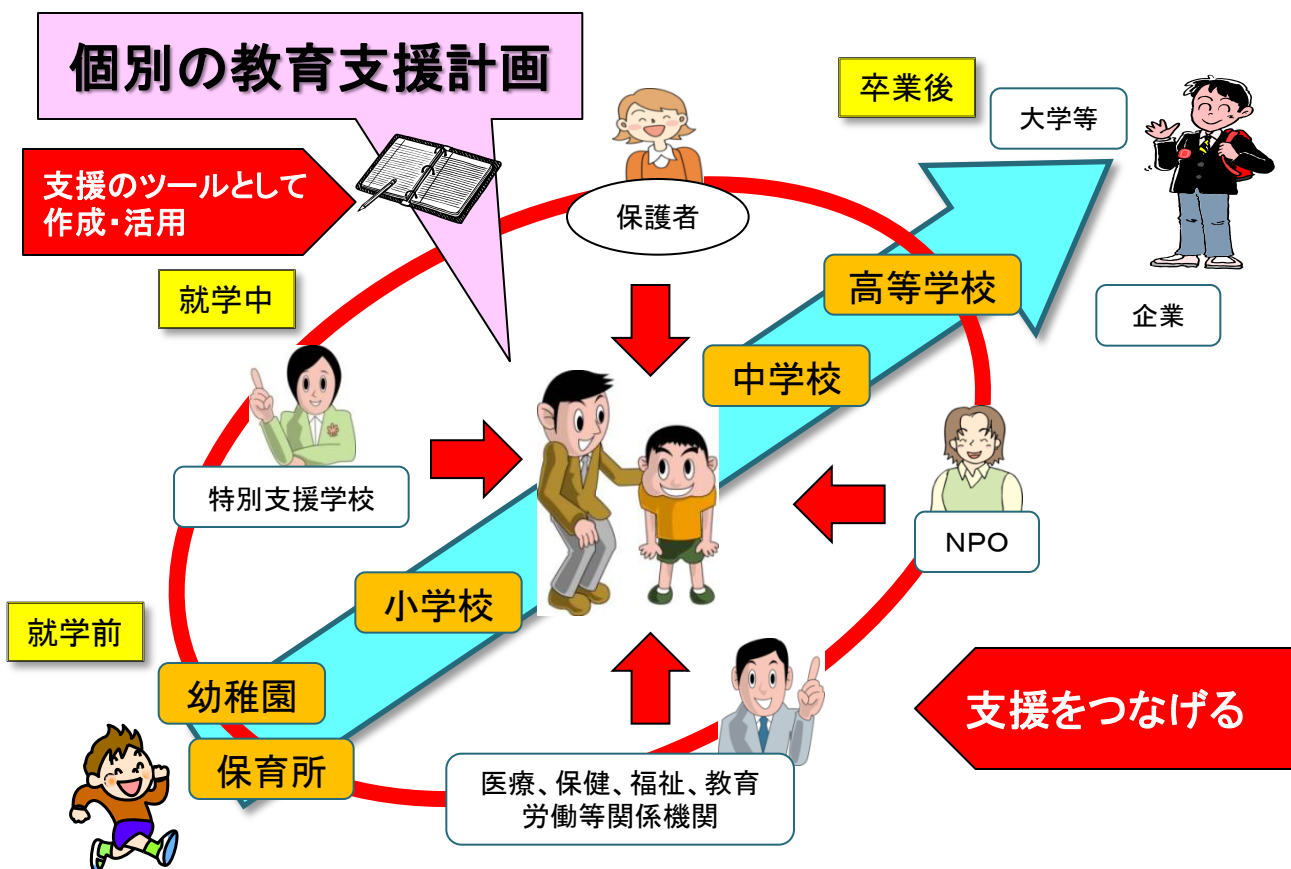 個別の教育支援計画
卒業後
大学等
支援のツールとして
作成・活用
保護者
就学中
高等学校
企業
中学校
特別支援学校
NPO
小学校
就学前
幼稚園
支援をつなげる
保育所
医療、保健、福祉、教育
労働等関係機関